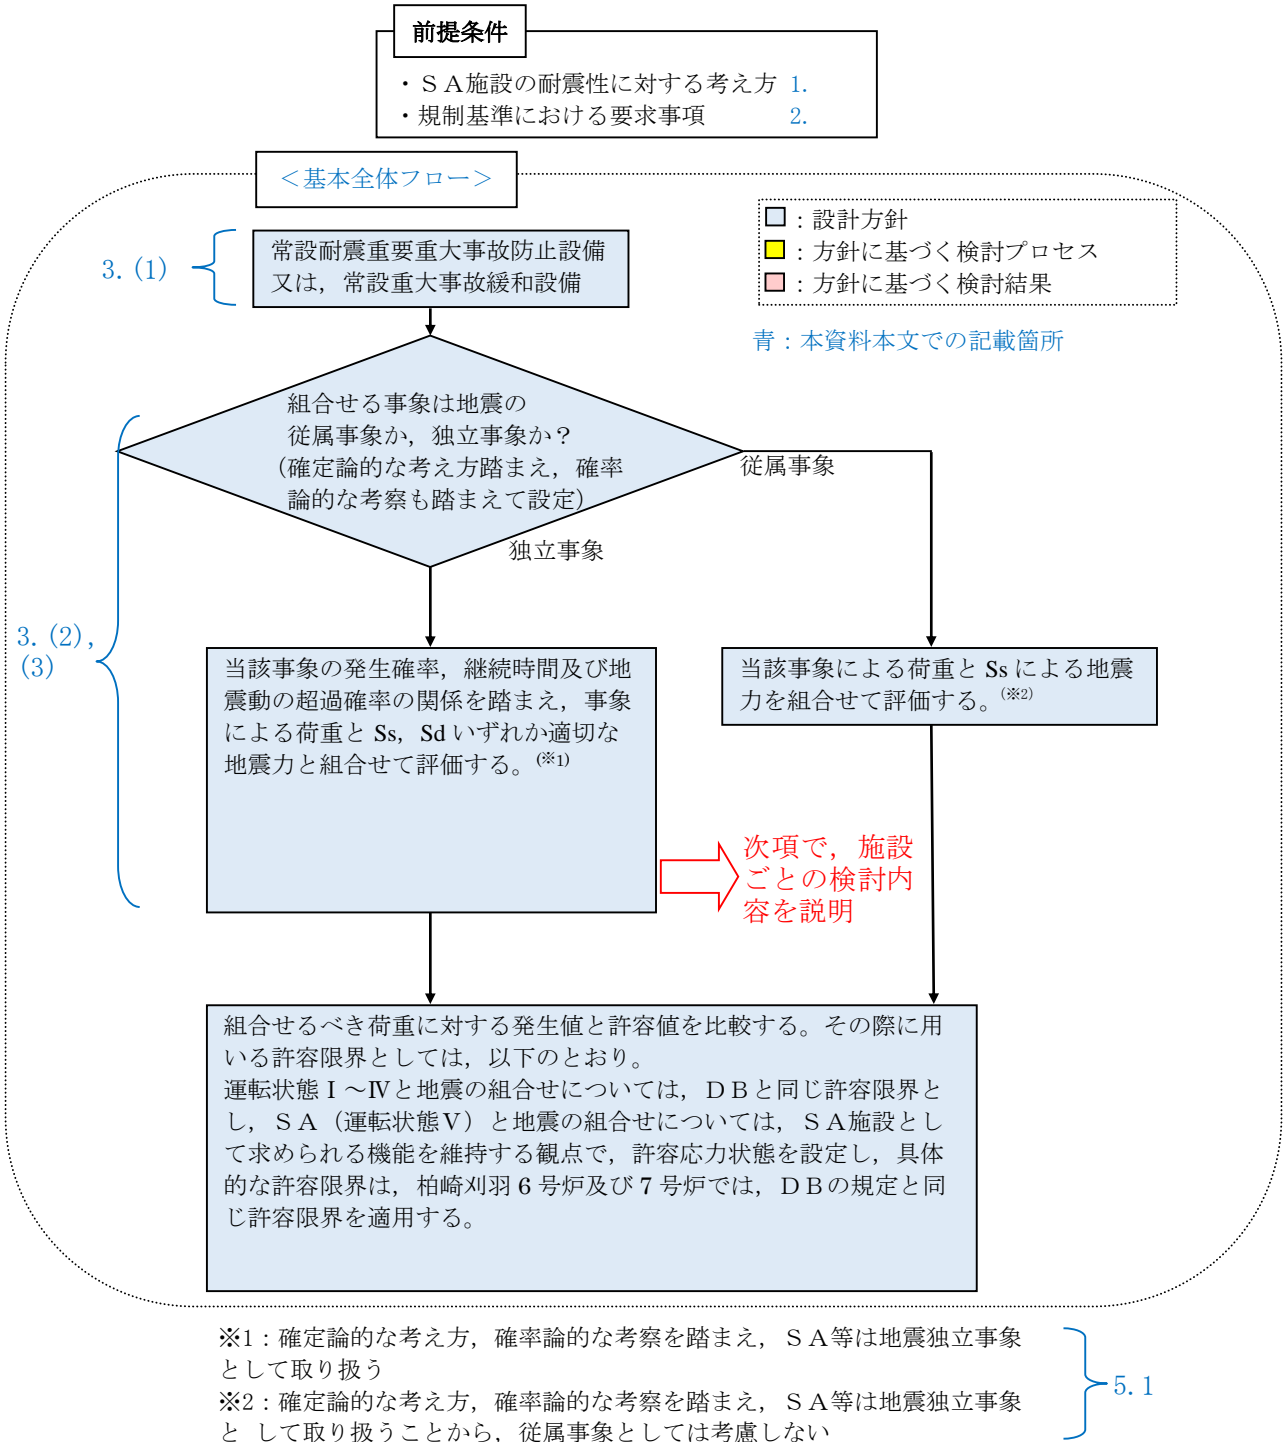 前提条件
・ＳＡ施設の耐震性に対する考え方 1.
・規制基準における要求事項 2.
＜基本全体フロー＞
：設計方針
：方針に基づく検討プロセス
：方針に基づく検討結果
青：本資料本文での記載箇所
3. (1)
常設耐震重要重大事故防止設備
又は，常設重大事故緩和設備
組合せる事象は地震の
従属事象か，独立事象か？
（確定論的な考え方踏まえ，確率
論的な考察も踏まえて設定）
従属事象
独立事象
3. (2),
(3)
当該事象の発生確率，継続時間及び地
震動の超過確率の関係を踏まえ，事象
による荷重と Ss，Sd いずれか適切な
地震力と組合せて評価する。(※1)
当該事象による荷重と Ss による地震
力を組合せて評価する。(※2)
次項で，施設
ごとの検討内
容を説明
組合せるべき荷重に対する発生値と許容値を比較する。その際に用
いる許容限界としては，以下のとおり。
運転状態Ⅰ～Ⅳと地震の組合せについては，ＤＢと同じ許容限界と
し，ＳＡ（運転状態Ⅴ）と地震の組合せについては，ＳＡ施設とし
て求められる機能を維持する観点で，許容応力状態を設定し，具体
的な許容限界は，柏崎刈羽 6 号炉及び 7 号炉では，ＤＢの規定と同
じ許容限界を適用する。
※1：確定論的な考え方，確率論的な考察を踏まえ，ＳＡ等は地震独立事象
として取り扱う
※2：確定論的な考え方，確率論的な考察を踏まえ，ＳＡ等は地震独立事象
と して取り扱うことから，従属事象としては考慮しない
5. 1